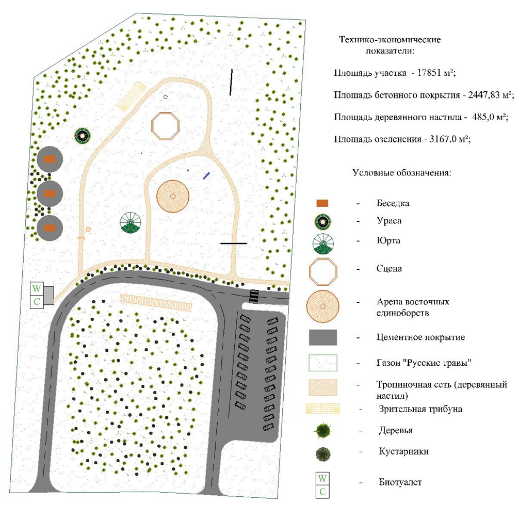 Технико-экономические
показатели:
Площадь участка - 17851 м²;
Площадь бетонного покрытия - 2447,83 м²;
Площадь деревянного настила - 485,0 м²;
Площадь озеленения - 3167,0 м²;
Условные обозначения:
- Беседка
- Ураса
- Юрта
- Сцена
- Арена восточных
единоборств
- Цементное покрытие
- Газон "Русские травы"
- Тропиночная сеть (деревянный
настил)
- Зрительная трибуна
- Деревья
- Кустарники
W
C
- Биотуалет
W
C